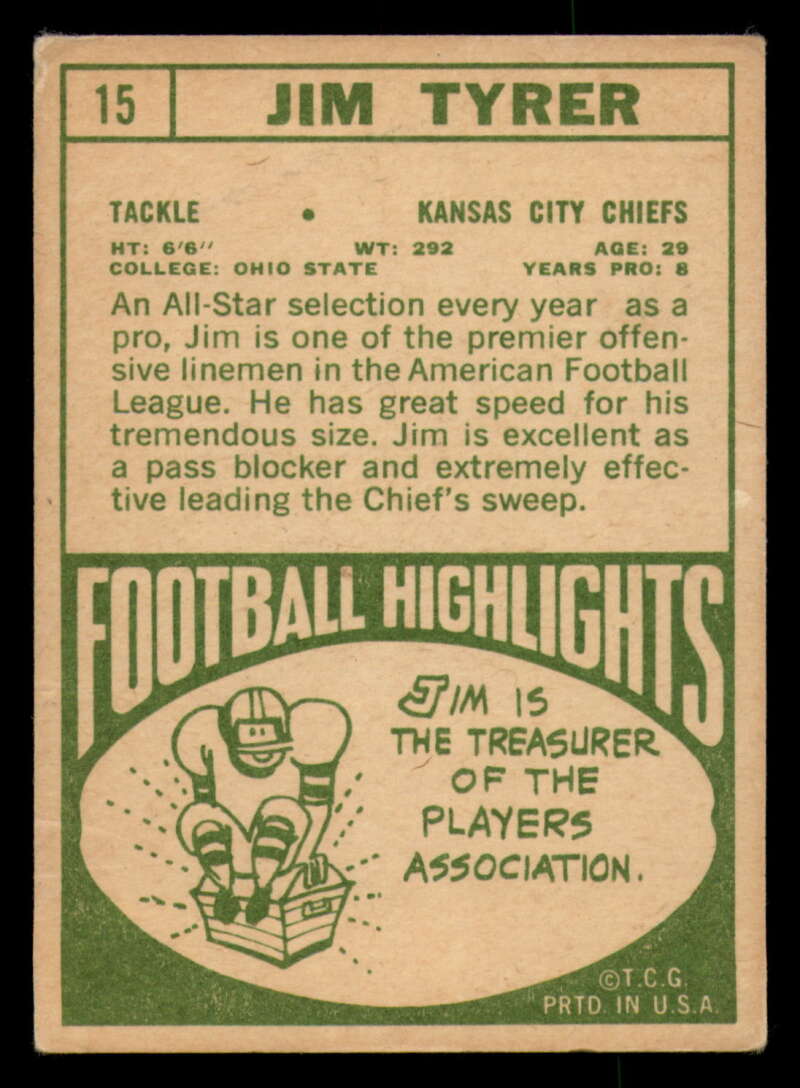 15 JIM TYRER
TACKLE • KANSAS CITY CHIEFS
HT: 6'6" WT: 292 AGE: 29
COLLEGE: OHIO STATE YEARS PRO: 8
An All-Star selection every year as a
pro, Jim is one of the premier offen-
sive linemen in the American Football
League. He has great speed for his
tremendous size. Jim is excellent as
a pass blocker and extremely effec-
tive leading the Chief's sweep.
FOOTBALL HIGHLIGHTS
JIM IS
THE TREASURER
OF THE
PLAYERS
ASSOCIATION.
©T.C.G.
PRTD. IN U.S.A.